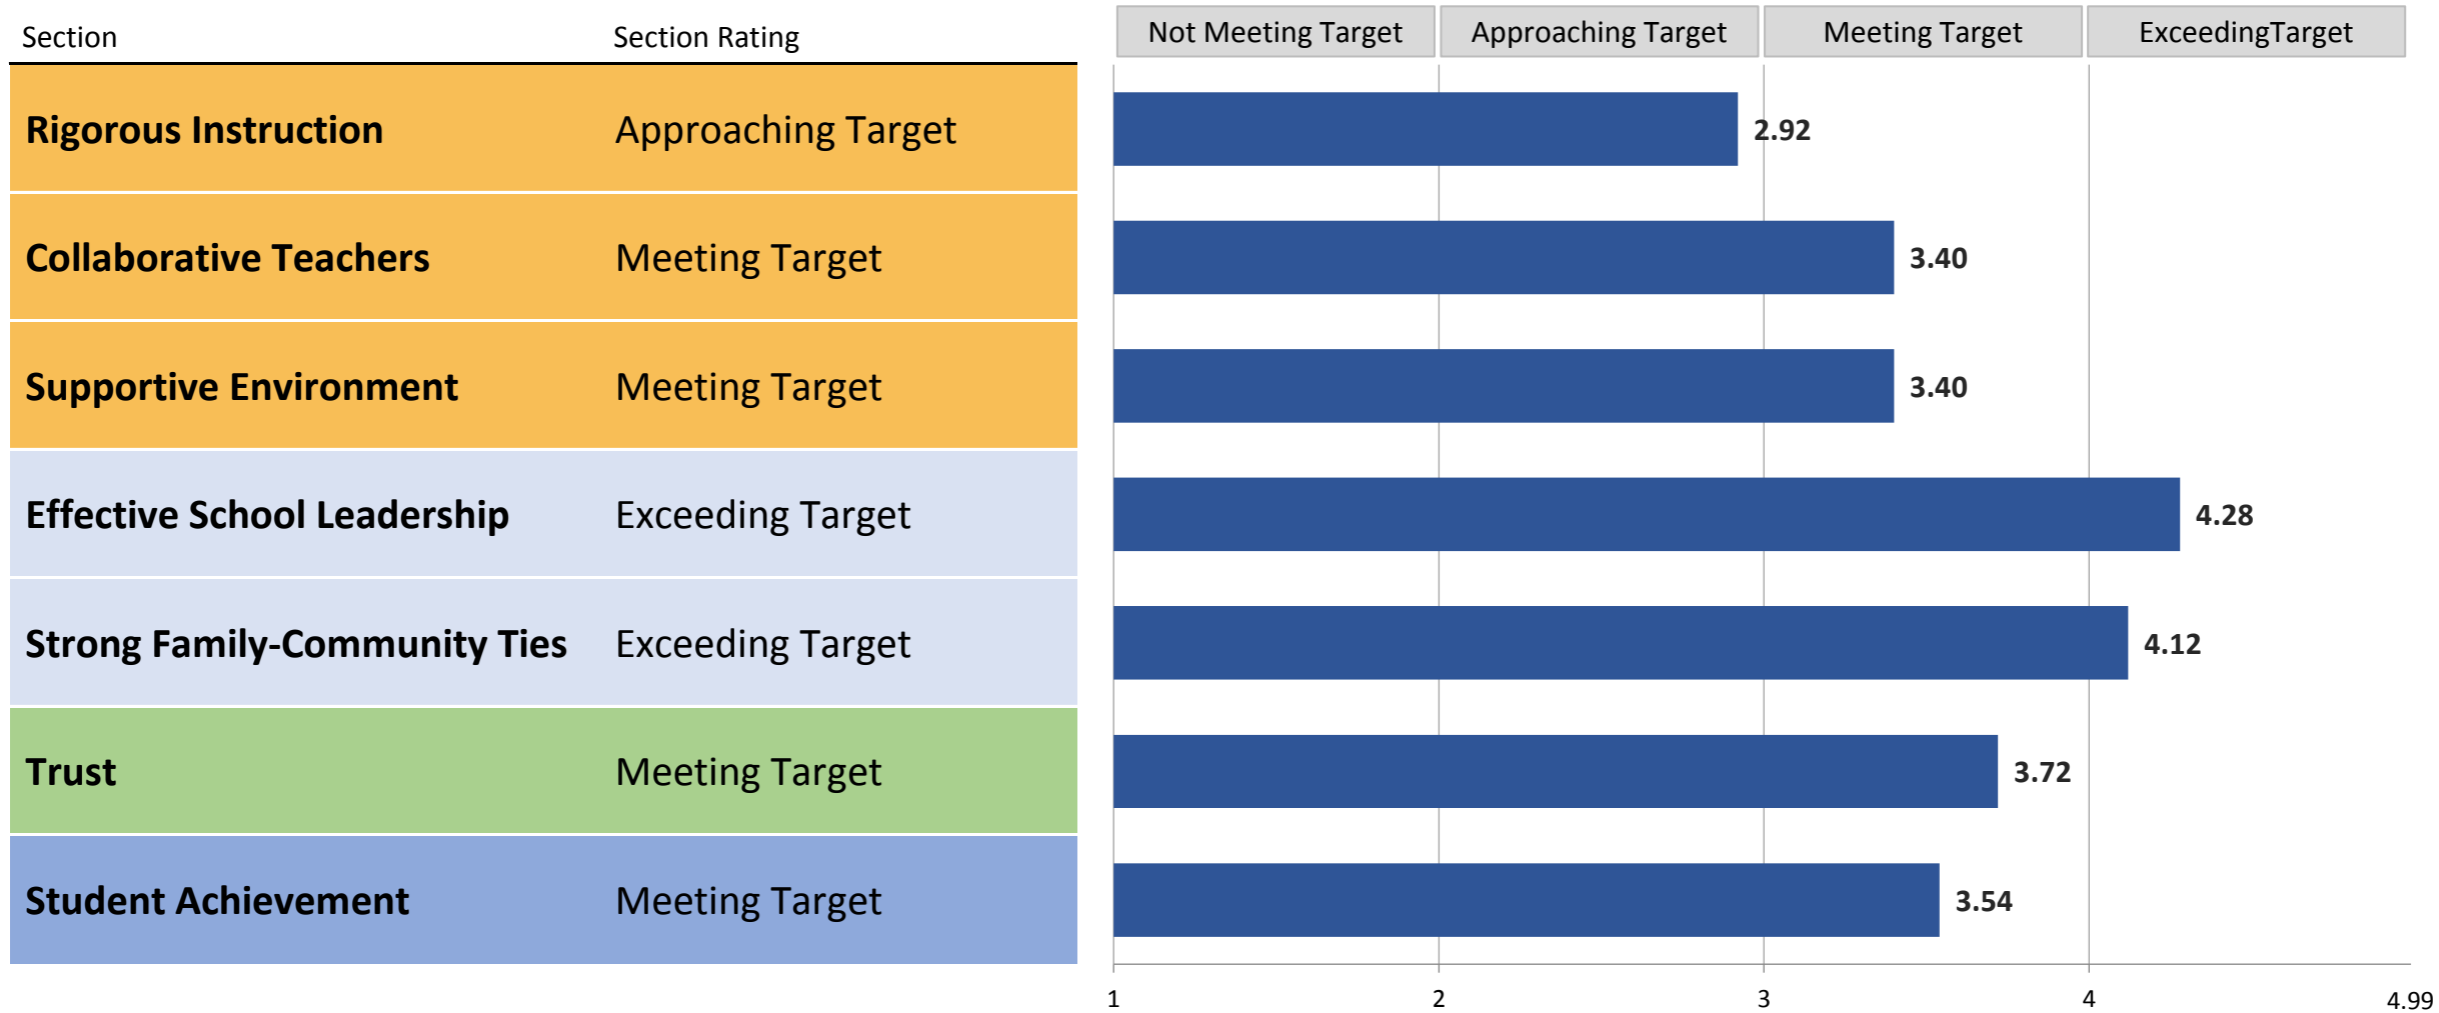 Section Section Rating Not Meeting Target Approaching Target Meeting Target ExceedingTarget
Rigorous Instruction Approaching Target 2.92
Collaborative Teachers Meeting Target 3.40
Supportive Environment Meeting Target 3.40
Effective School Leadership Exceeding Target 4.28
Strong Family-Community Ties Exceeding Target 4.12
Trust Meeting Target 3.72
Student Achievement Meeting Target 3.54
1 2 3 4 4.99